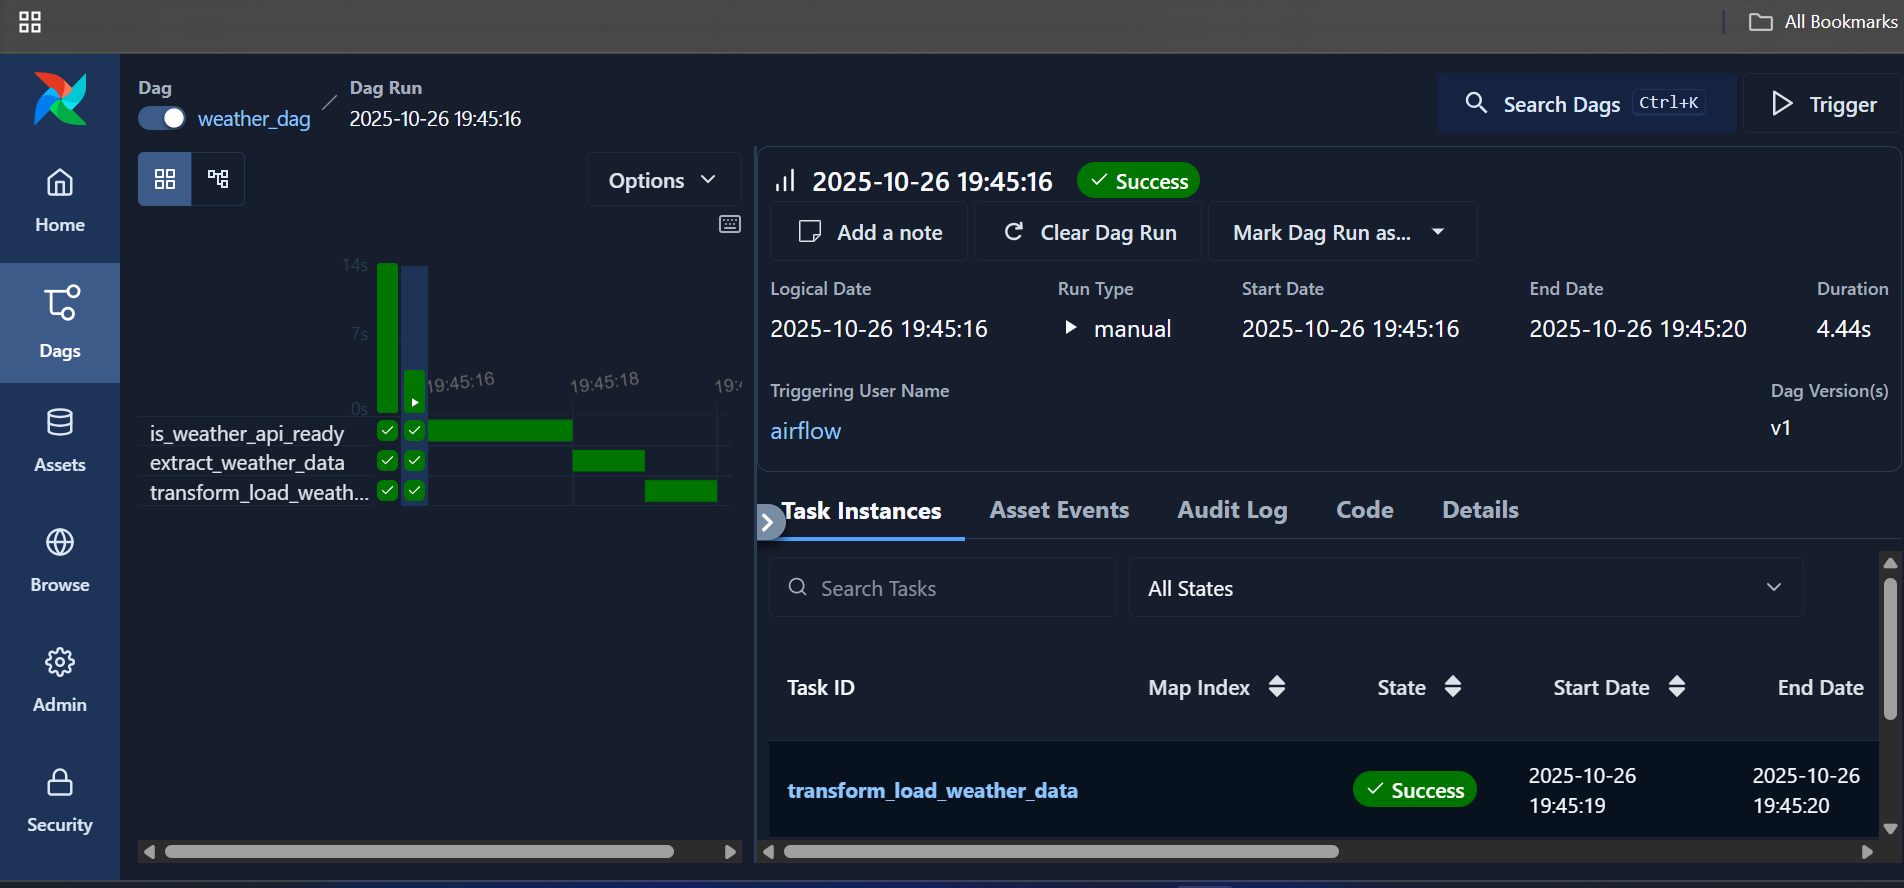 All Bookmarks
Dag
weather_dag
Dag Run
2025-10-26 19:45:16
Search Dags Ctrl+K
Trigger
Home
Dags
Assets
Browse
Admin
Security
Options
14s
7s
0s
19:45:16
19:45:18
is_weather_api_ready
extract_weather_data
transform_load_weath...
2025-10-26 19:45:16
Success
Add a note
Clear Dag Run
Mark Dag Run as...
Logical Date
2025-10-26 19:45:16
Run Type
manual
Start Date
2025-10-26 19:45:16
End Date
2025-10-26 19:45:20
Duration
4.44s
Triggering User Name
airflow
Dag Version(s)
v1
Task Instances
Asset Events
Audit Log
Code
Details
Search Tasks
All States
Task ID
Map Index
State
Start Date
End Date
transform_load_weather_data
Success
2025-10-26
19:45:19
2025-10-26
19:45:20